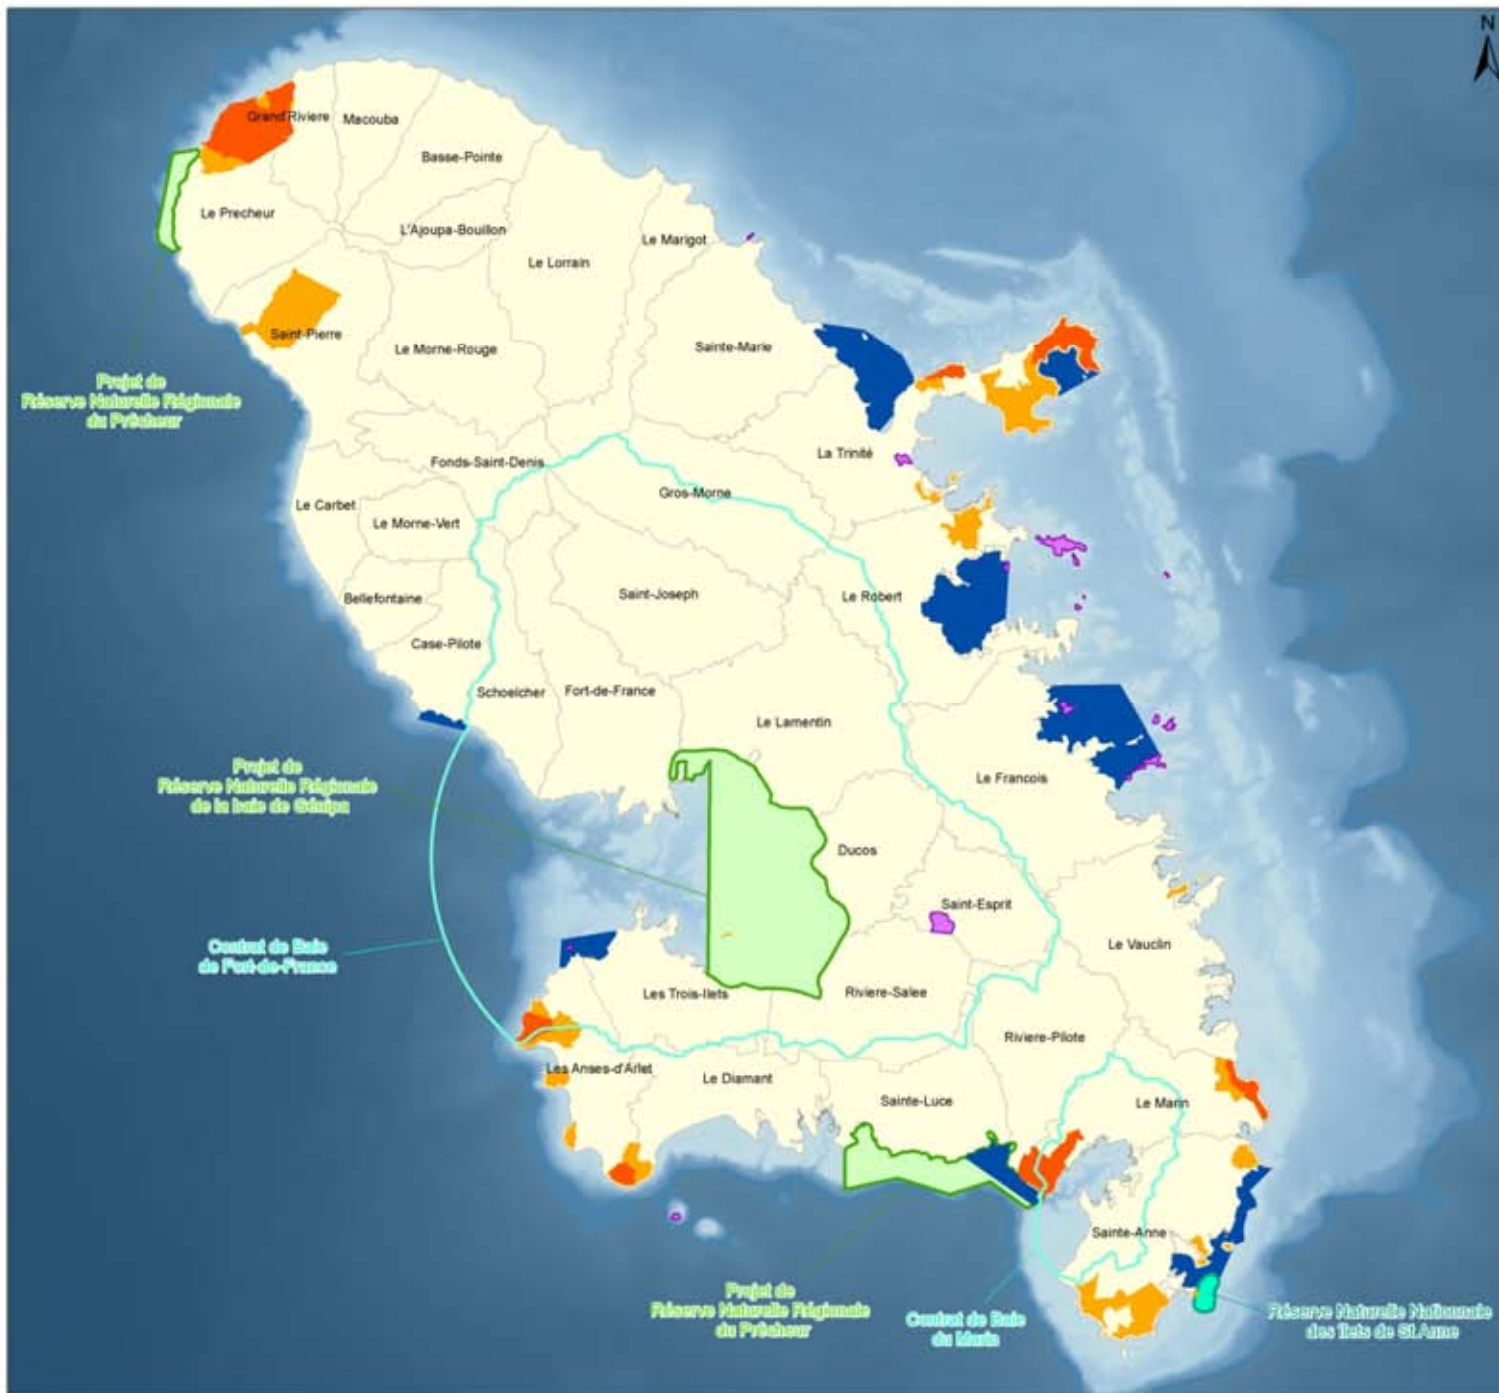 N
Grand'Riviere
Macouba
Basse-Pointe
Le Precheur
L'Ajoupa-Bouillon
Le Marigot
Le Lorrain
Saint-Pierre
Le Morne-Rouge
Sainte-Marie
Projet de
Réserve Naturelle Régionale
du Prêcheur
La Trinité
Fonds-Saint-Denis
Gros-Morne
Le Carbet
Le Morne-Vert
Bellefontaine
Saint-Joseph
Le Robert
Case-Pilote
Schoelcher
Fort-de-France
Le Lamentin
Projet de
Réserve Naturelle Régionale
de la baie de Génipa
Le Francois
Ducos
Saint-Esprit
Contrat de Baie
de Fort-de-France
Le Vauclin
Les Trois-Ilets
Riviere-Salee
Riviere-Pilote
Les Anses-d'Arlet
Le Diamant
Sainte-Luce
Le Marin
Sainte-Anne
Projet de
Réserve Naturelle Régionale
du Prêcheur
Contrat de Baie
du Marin
Réserve Naturelle Nationnale
des îlets de St Anne